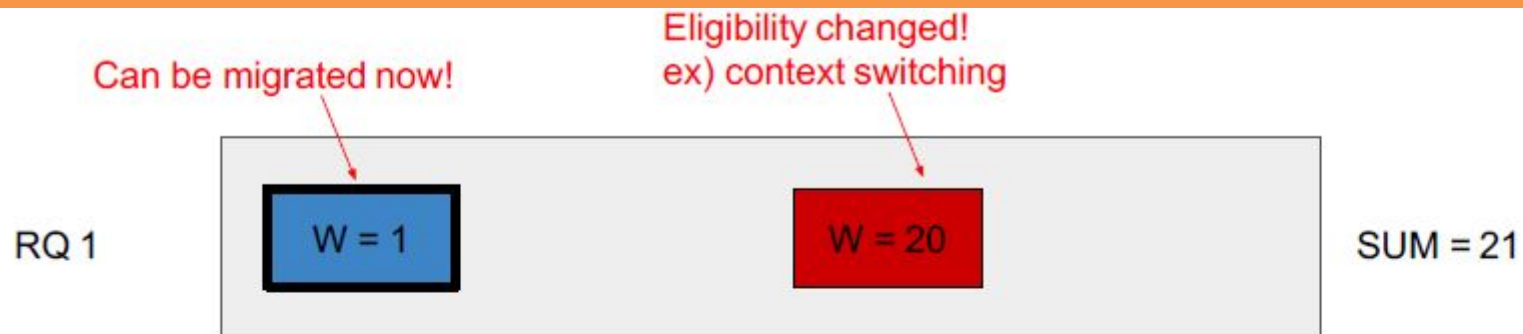 Eligibility changed!
Can be migrated now!
ex) context switching
RQ 1
W = 1
W = 20
SUM = 21